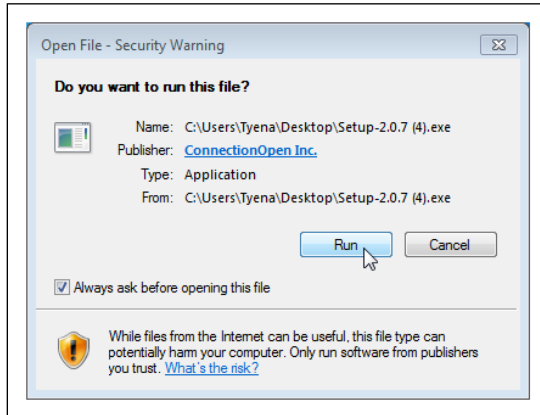 Open File - Security Warning
Do you want to run this file?
Name: C:\Users\Tyena\Desktop\Setup-2.0.7 (4).exe
Publisher: ConnectionOpen Inc.
Type: Application
From: C:\Users\Tyena\Desktop\Setup-2.0.7 (4).exe
Run Cancel
Always ask before opening this file
While files from the Internet can be useful, this file type can
potentially harm your computer. Only run software from publishers
you trust. What's the risk?